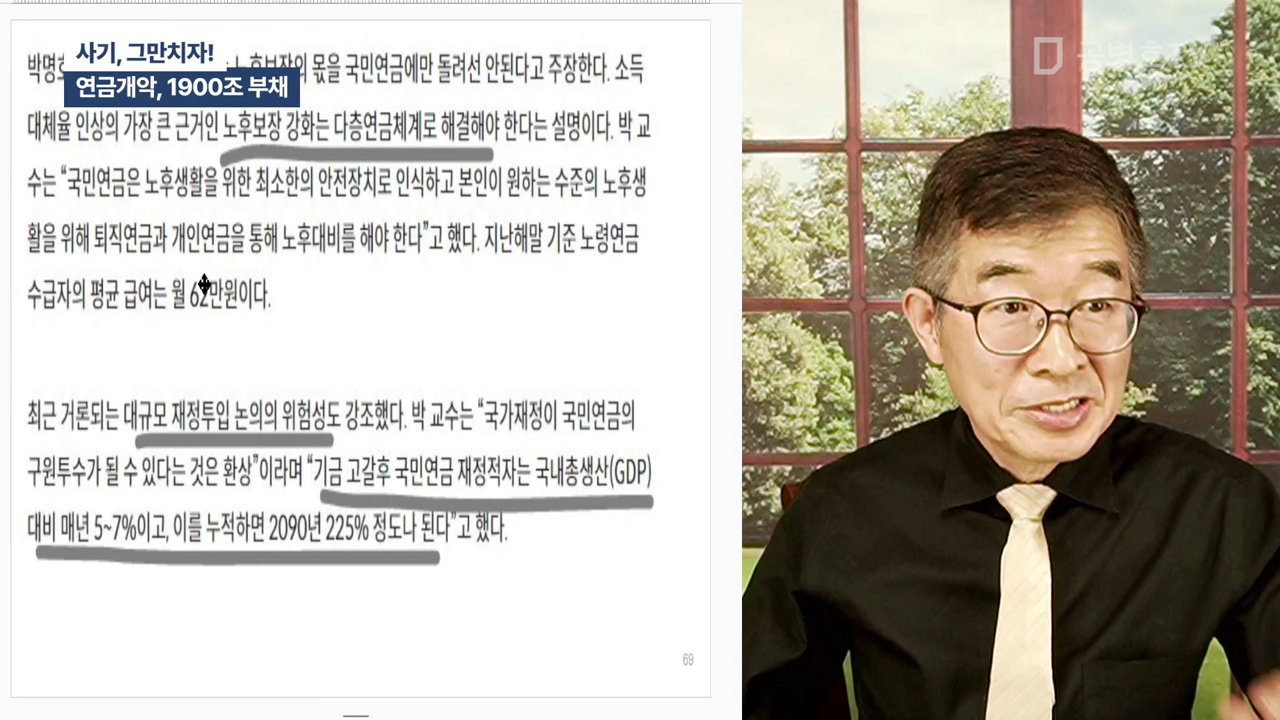 사기, 그만치자!
연금개악, 1900조 부채
노후보장의 몫을 국민연금에만 돌려선 안된다고 주장한다. 소득
대체율 인상의 가장 큰 근거인 노후보장 강화는 다층연금체계로 해결해야 한다는 설명이다. 박 교
수는 “국민연금은 노후생활을 위한 최소한의 안전장치로 인식하고 본인이 원하는 수준의 노후생
활을 위해 퇴직연금과 개인연금을 통해 노후대비를 해야 한다”고 했다. 지난해말 기준 노령연금
수급자의 평균 급여는 월 62만원이다.
최근 거론되는 대규모 재정투입 논의의 위험성도 강조했다. 박 교수는 “국가재정이 국민연금의
구원투수가 될 수 있다는 것은 환상”이라며 “기금 고갈후 국민연금 재정적자는 국내총생산(GDP)
대비 매년 5~7%이고, 이를 누적하면 2090년 225% 정도나 된다”고 했다.
69